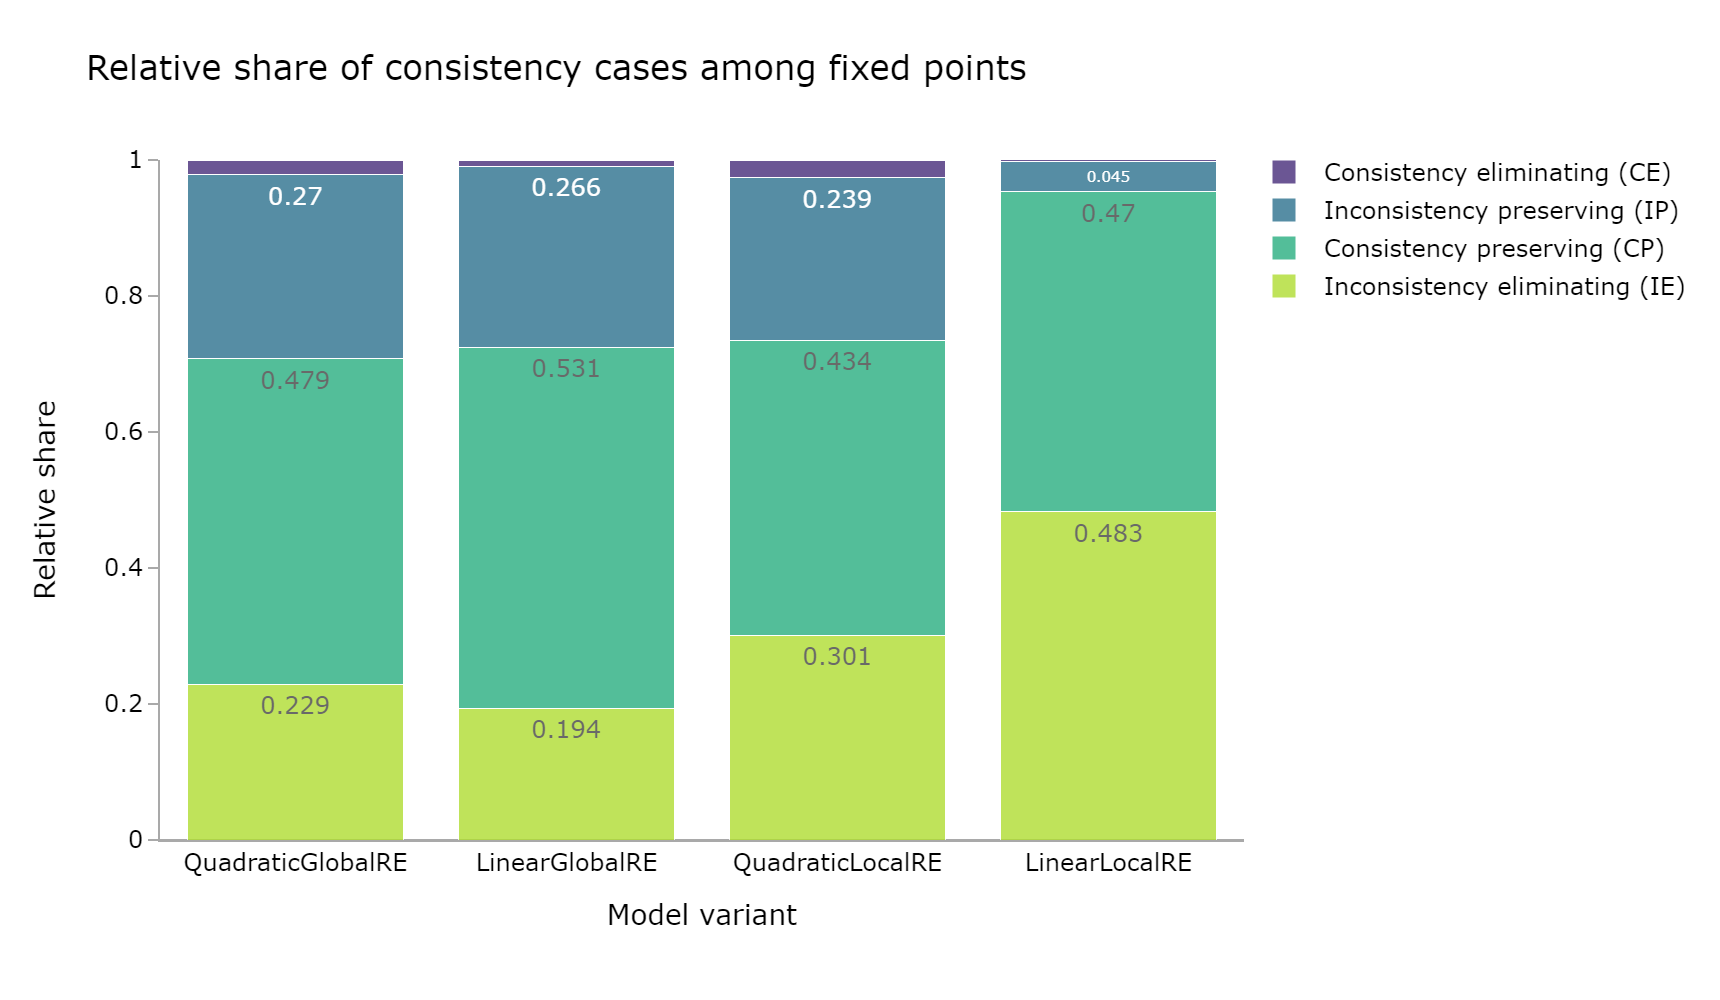 Relative share of consistency cases among fixed points
1
0.8
0.6
0.4
0.2
0
Relative share
0.27
0.479
0.229
0.266
0.531
0.194
0.239
0.434
0.301
0.045
0.47
0.483
QuadraticGlobalRE
LinearGlobalRE
QuadraticLocalRE
LinearLocalRE
Model variant
Consistency eliminating (CE)
Inconsistency preserving (IP)
Consistency preserving (CP)
Inconsistency eliminating (IE)